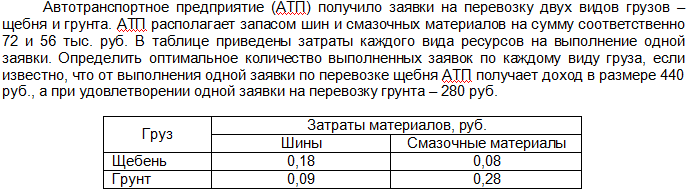 Автотранспортное предприятие (АТП) получило заявки на перевозку двух видов грузов –
щебня и грунта. АТП располагает запасом шин и смазочных материалов на сумму соответственно
72 и 56 тыс. руб. В таблице приведены затраты каждого вида ресурсов на выполнение одной
заявки. Определить оптимальное количество выполненных заявок по каждому виду груза, если
известно, что от выполнения одной заявки по перевозке щебня АТП получает доход в размере 440
руб., а при удовлетворении одной заявки на перевозку грунта – 280 руб.
Груз
Затраты материалов, руб.
Шины Смазочные материалы
Щебень 0,18 0,08
Грунт 0,09 0,28